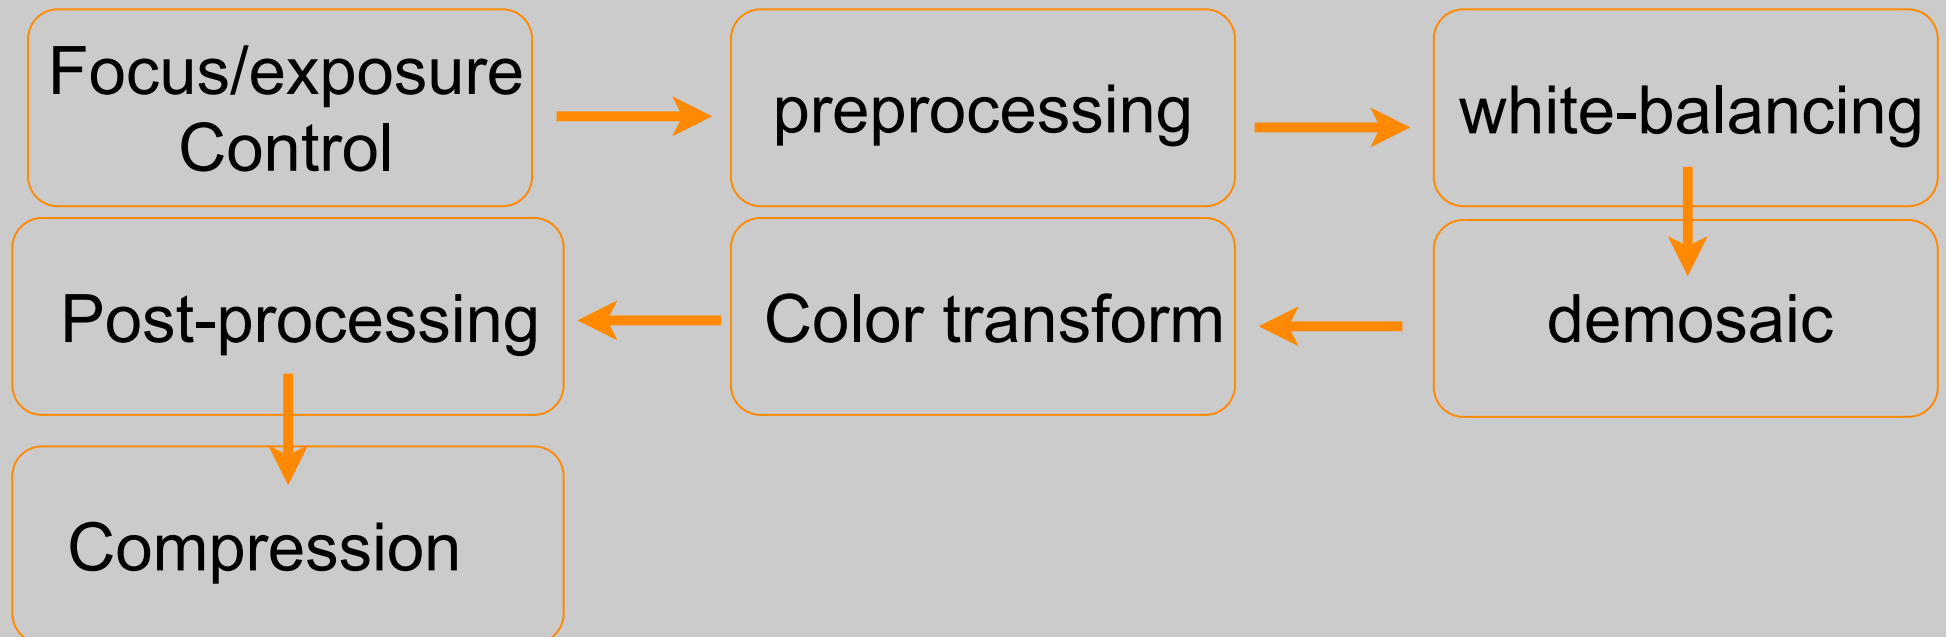 Focus/exposure
Control
preprocessing
white-balancing
Post-processing
Color transform
demosaic
Compression